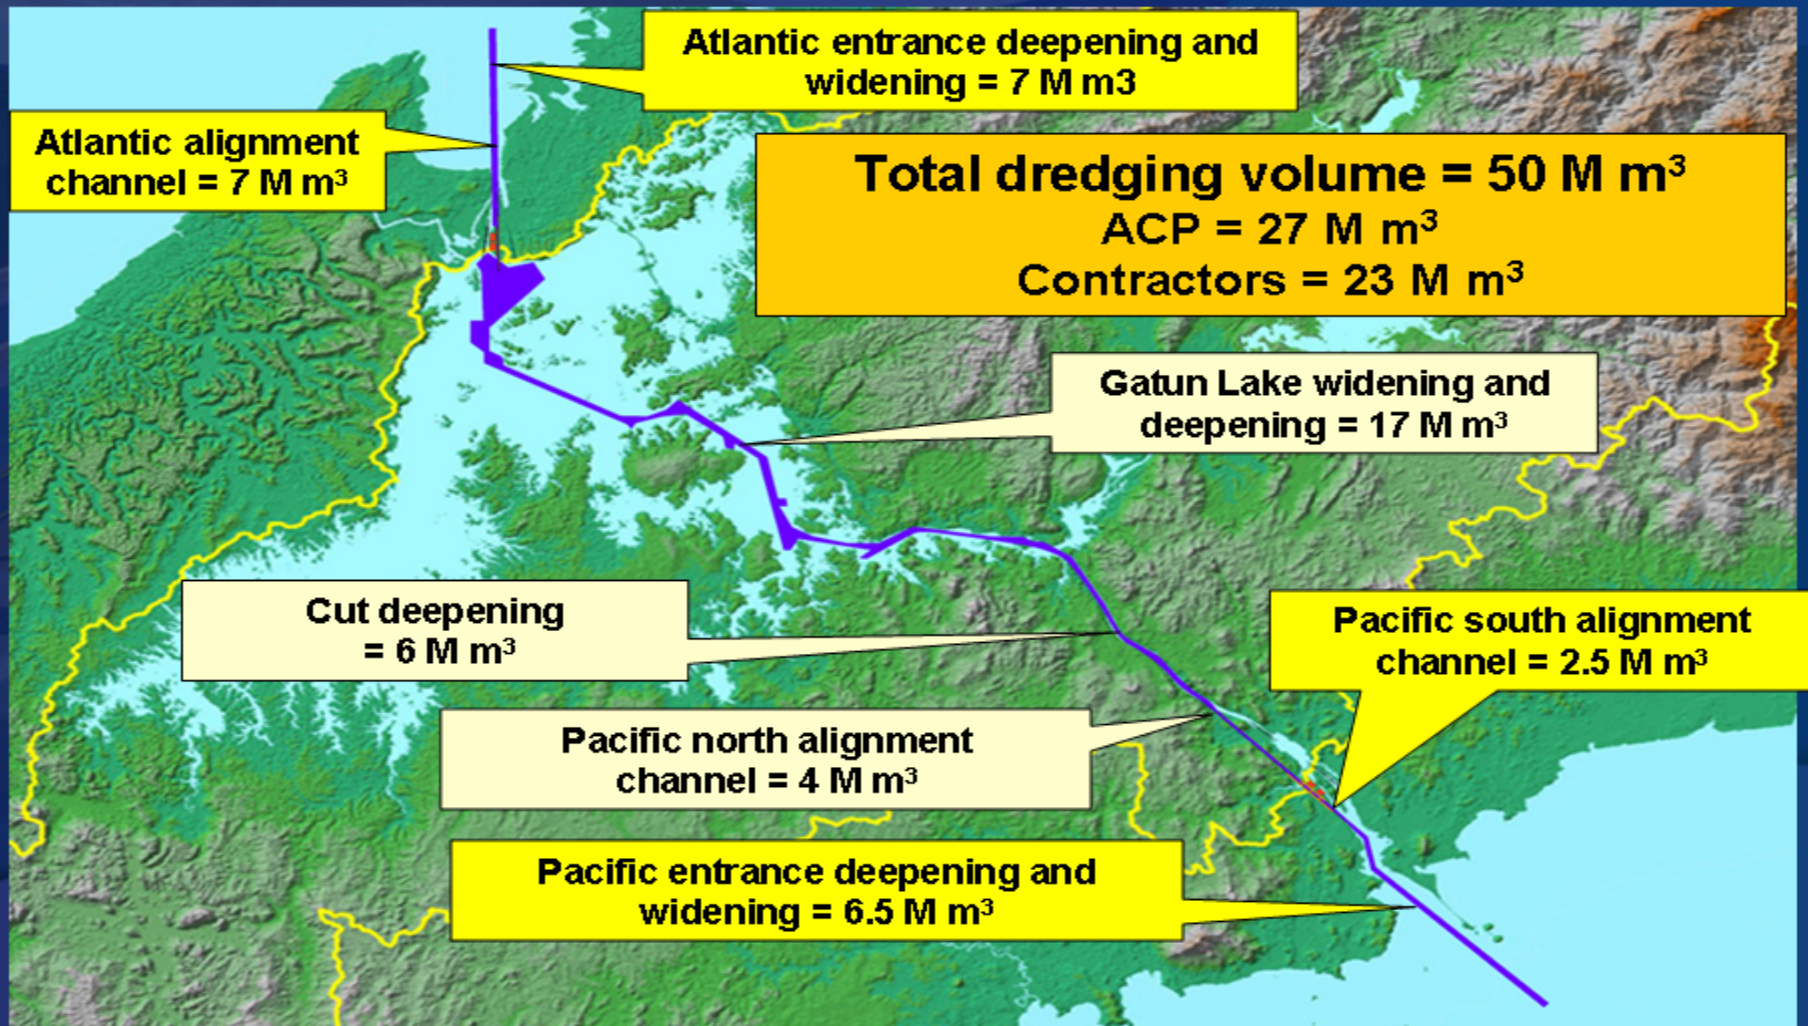 Atlantic entrance deepening and
widening = 7 M m3
Atlantic alignment
channel = 7 M m³
Total dredging volume = 50 M m³
ACP = 27 M m³
Contractors = 23 M m³
Gatun Lake widening and
deepening = 17 M m³
Cut deepening
= 6 M m³
Pacific south alignment
channel = 2.5 M m³
Pacific north alignment
channel = 4 M m³
Pacific entrance deepening and
widening = 6.5 M m³